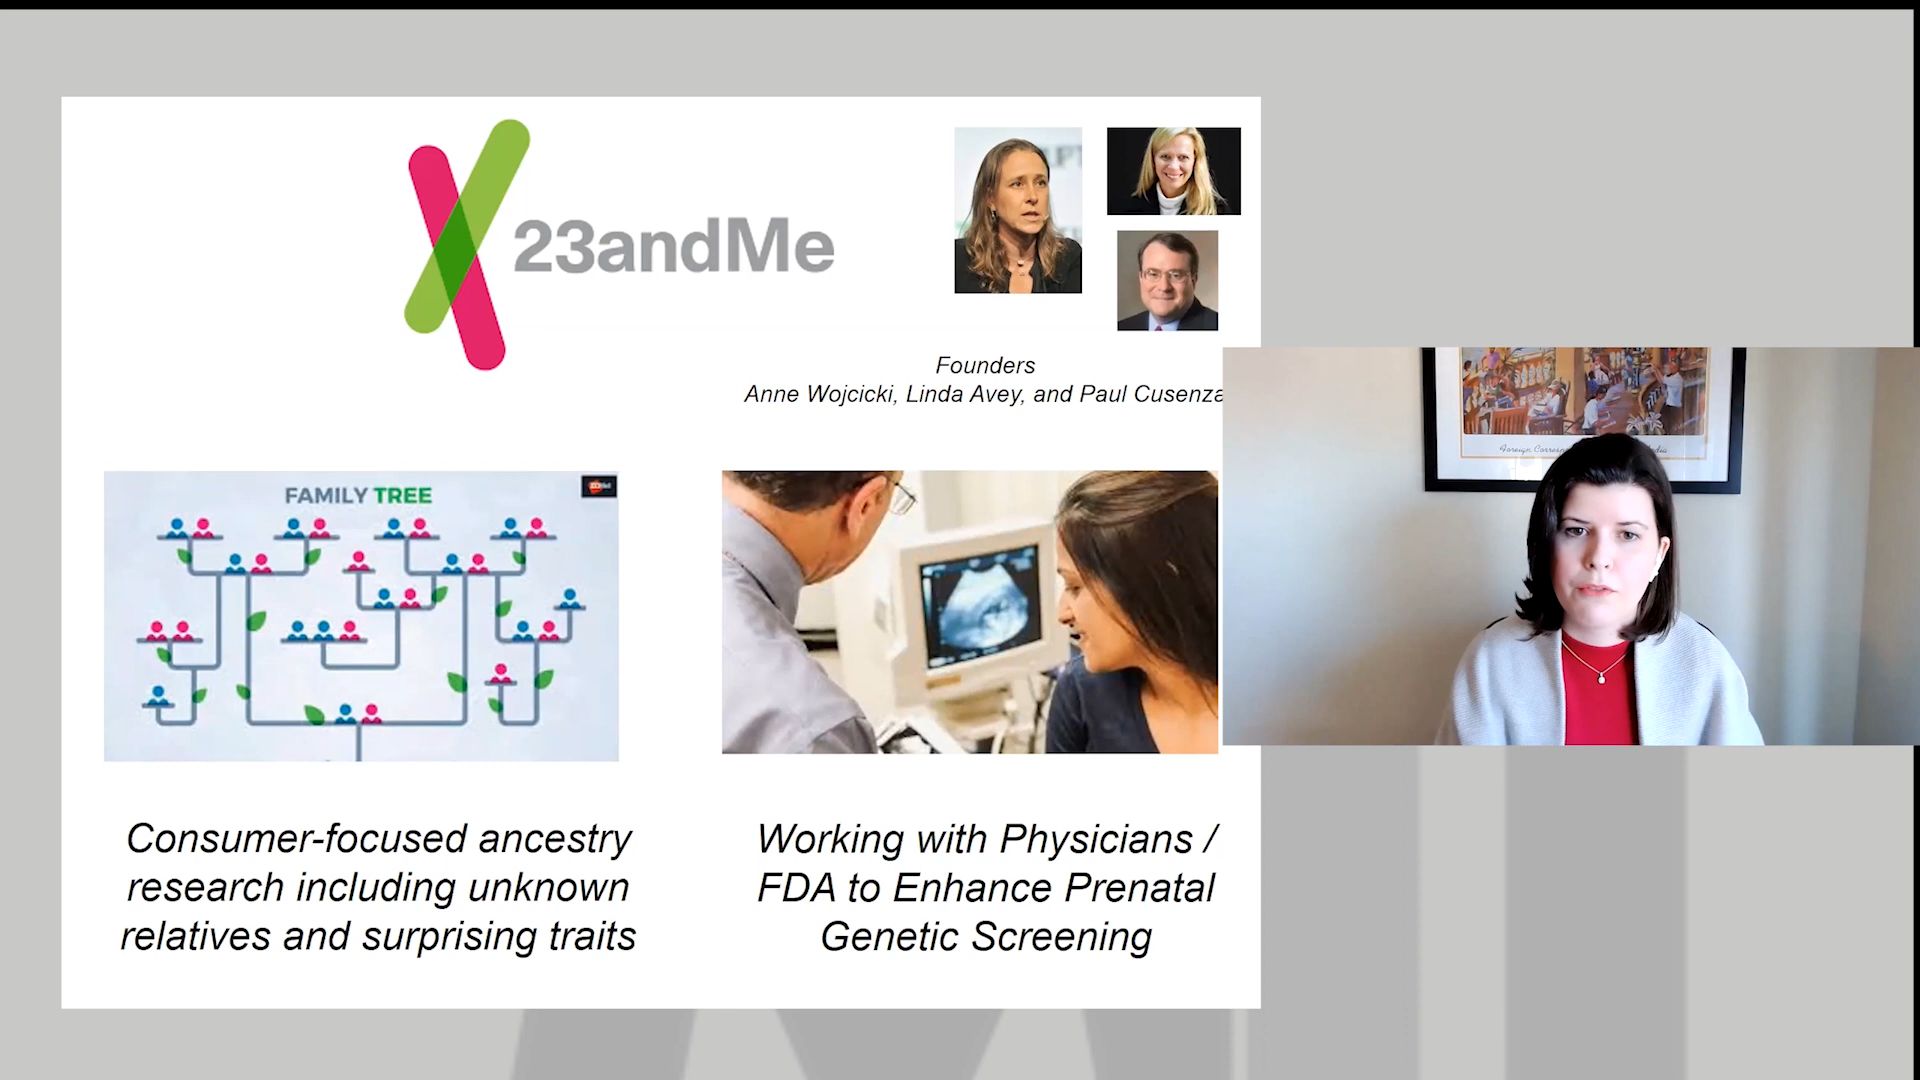 23andMe
Founders
Anne Wojcicki, Linda Avey, and Paul Cusenza
FAMILY TREE
Consumer-focused ancestry
research including unknown
relatives and surprising traits
Working with Physicians /
FDA to Enhance Prenatal
Genetic Screening